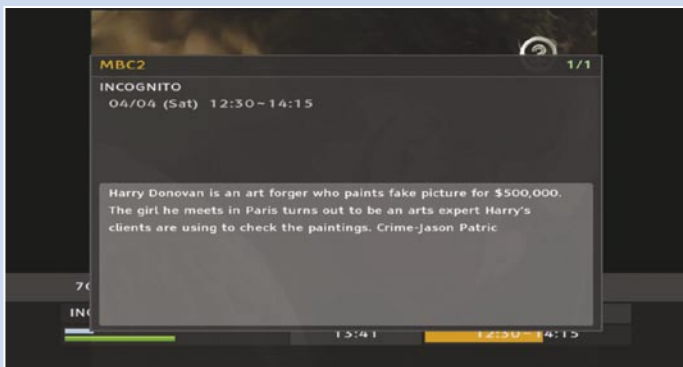 MBC2 1/1
INCOGNITO
04/04 (Sat) 12:30~14:15
Harry Donovan is an art forger who paints fake picture for $500,000.
The girl he meets in Paris turns out to be an arts expert Harry's
clients are using to check the paintings. Crime-Jason Patric
13:41 12:30~14:15